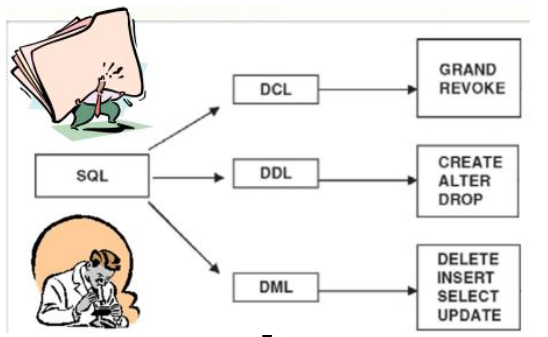 DCL
GRAND
REVOKE
SQL
DDL
CREATE
ALTER
DROP
DML
DELETE
INSERT
SELECT
UPDATE